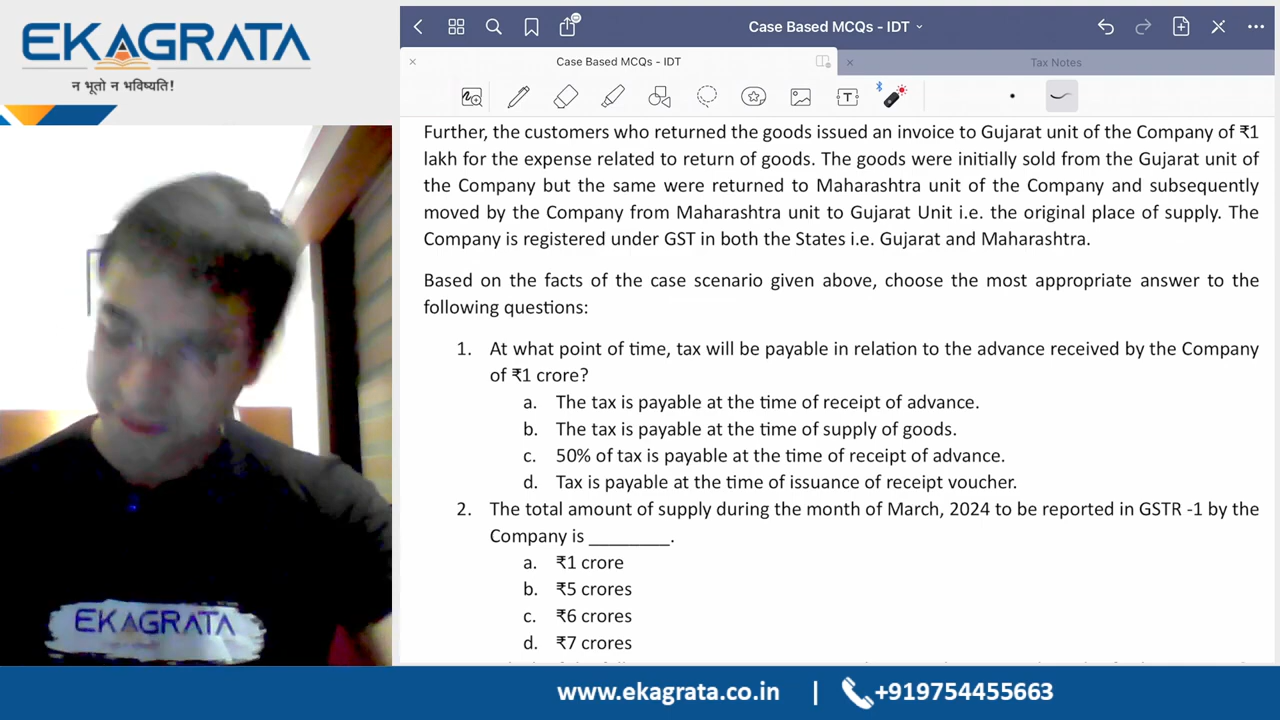 EKAGRATA
न भूतो न भविष्यति!
Case Based MCQs - IDT
Case Based MCQs - IDT
Tax Notes
Further, the customers who returned the goods issued an invoice to Gujarat unit of the Company of ₹1
lakh for the expense related to return of goods. The goods were initially sold from the Gujarat unit of
the Company but the same were returned to Maharashtra unit of the Company and subsequently
moved by the Company from Maharashtra unit to Gujarat Unit i.e. the original place of supply. The
Company is registered under GST in both the States i.e. Gujarat and Maharashtra.
Based on the facts of the case scenario given above, choose the most appropriate answer to the
following questions:
1. At what point of time, tax will be payable in relation to the advance received by the Company
of ₹1 crore?
a. The tax is payable at the time of receipt of advance.
b. The tax is payable at the time of supply of goods.
c. 50% of tax is payable at the time of receipt of advance.
d. Tax is payable at the time of issuance of receipt voucher.
2. The total amount of supply during the month of March, 2024 to be reported in GSTR -1 by the
Company is ________.
a. ₹1 crore
b. ₹5 crores
c. ₹6 crores
d. ₹7 crores
EKAGRATA
www.ekagrata.co.in | +919754455663